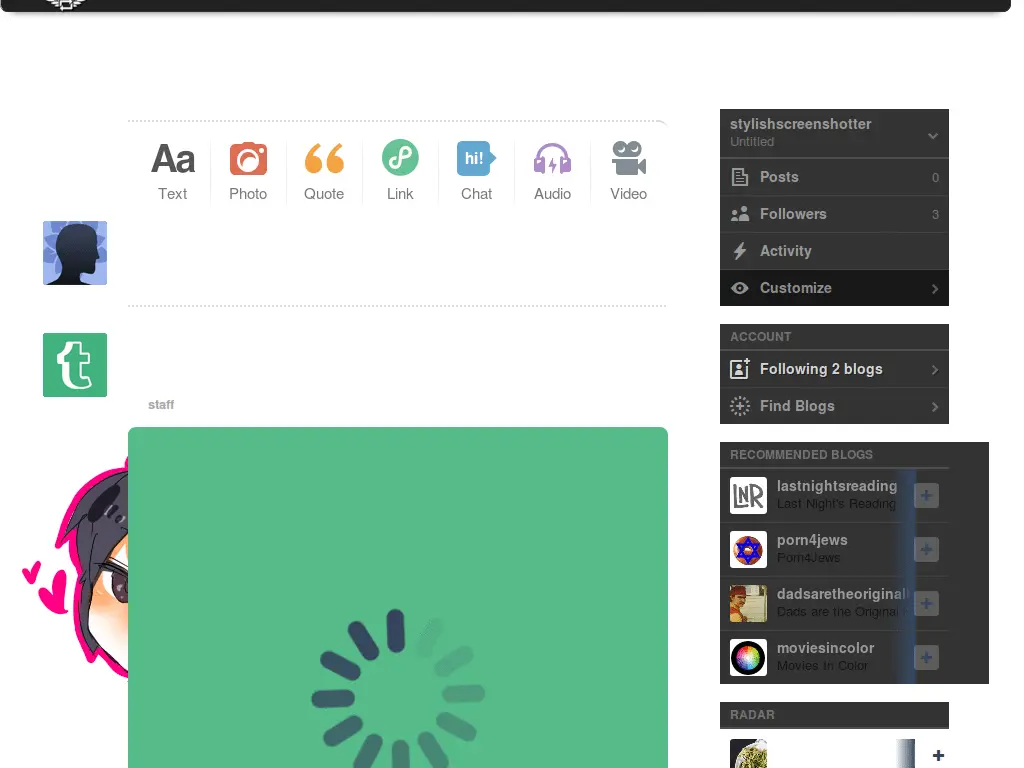 Aa
hi!
Text
Photo
Quote
Link
Chat
Audio
Video
staff
stylishscreenshotter
Untitled
Posts 0
Followers 3
Activity
Customize
ACCOUNT
Following 2 blogs
Find Blogs
RECOMMENDED BLOGS
LNR
lastnightsreading
Last Night's Reading
porn4jews
Porn4Jews
dadsaretheoriginal
Dads are the Original
moviesincolor
Movies In Color
RADAR